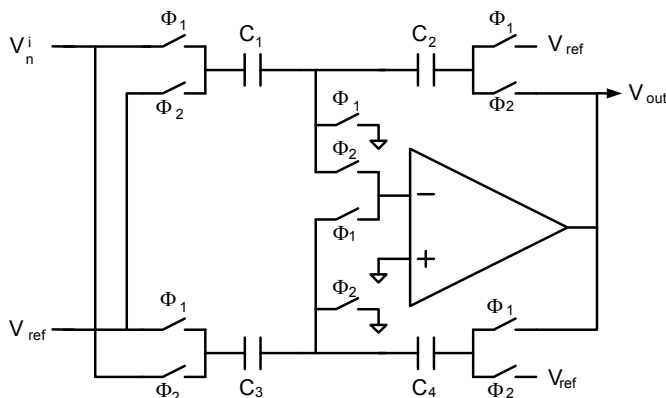 Φ₁ Φ₁
Vₙⁱ C₁ C₂ V_ref
Φ₂ Φ₂ V_out
Φ₁
Φ₂
−
Φ₁
+
Φ₂
Φ₁ Φ₁
V_ref
Φ₂ C₃ C₄ Φ₂ V_ref